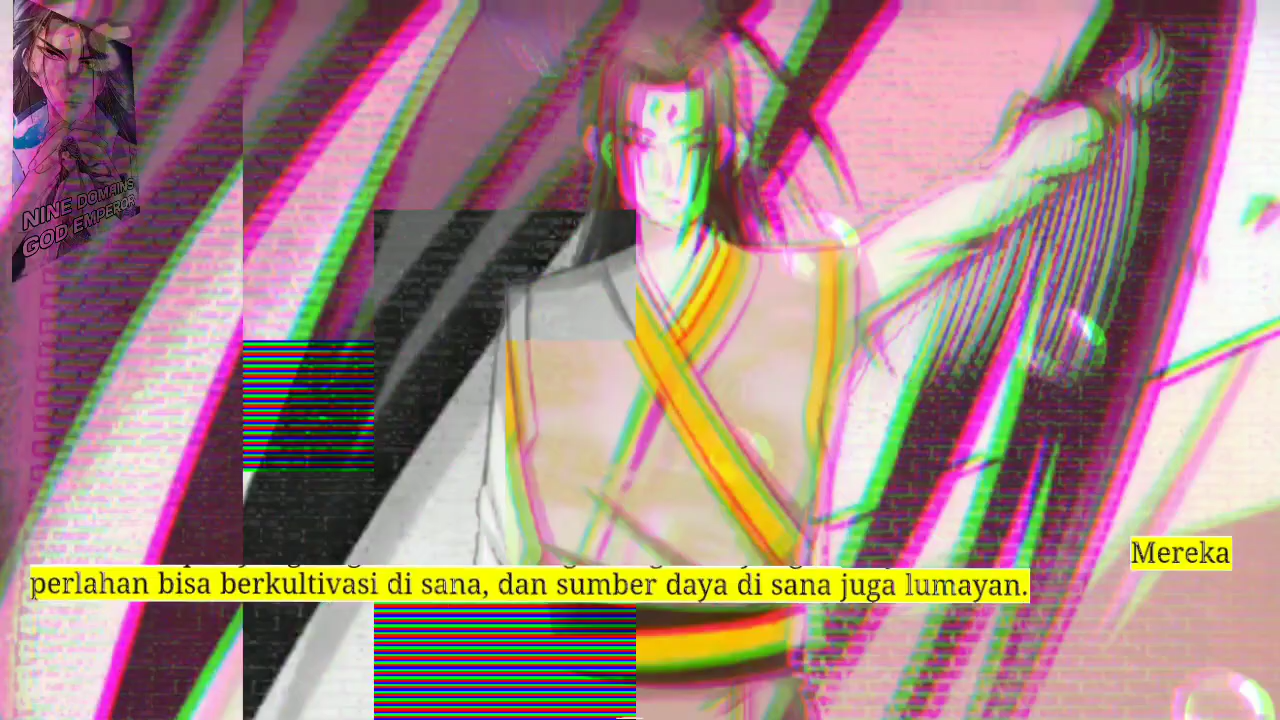 NINE DOMAINS
GOD EMPEROR
Mereka
perlahan bisa berkultivasi di sana, dan sumber daya di sana juga lumayan.